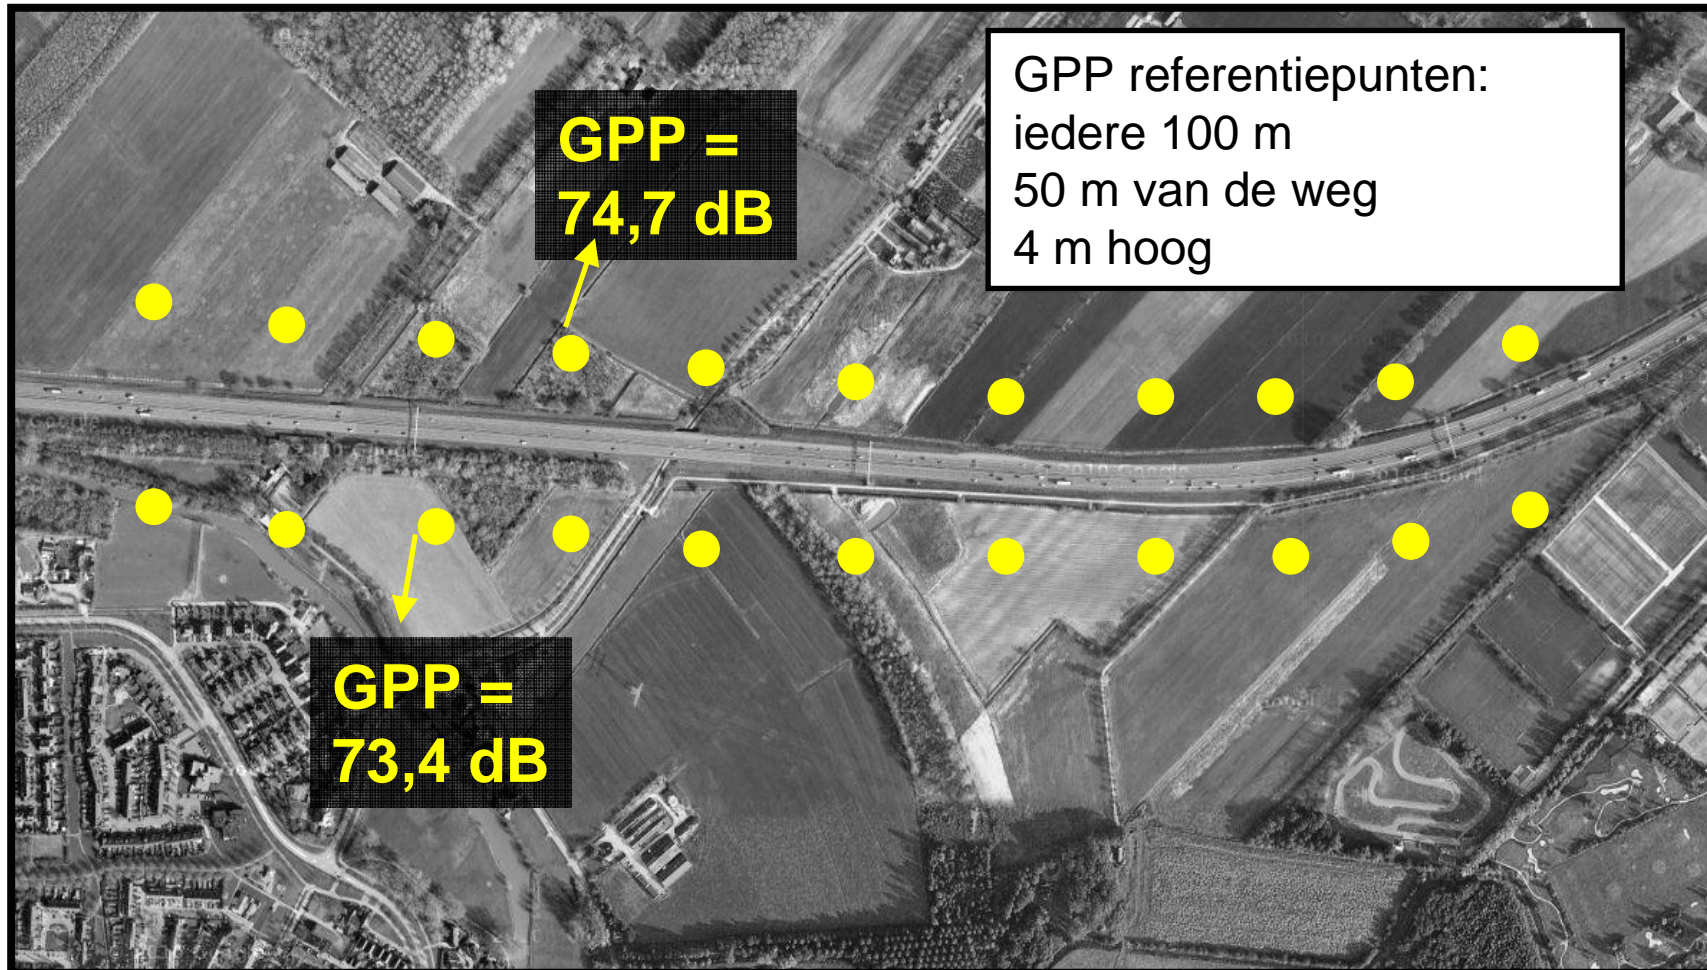 GPP referentiepunten:
iedere 100 m
50 m van de weg
4 m hoog
GPP =
74,7 dB
GPP =
73,4 dB